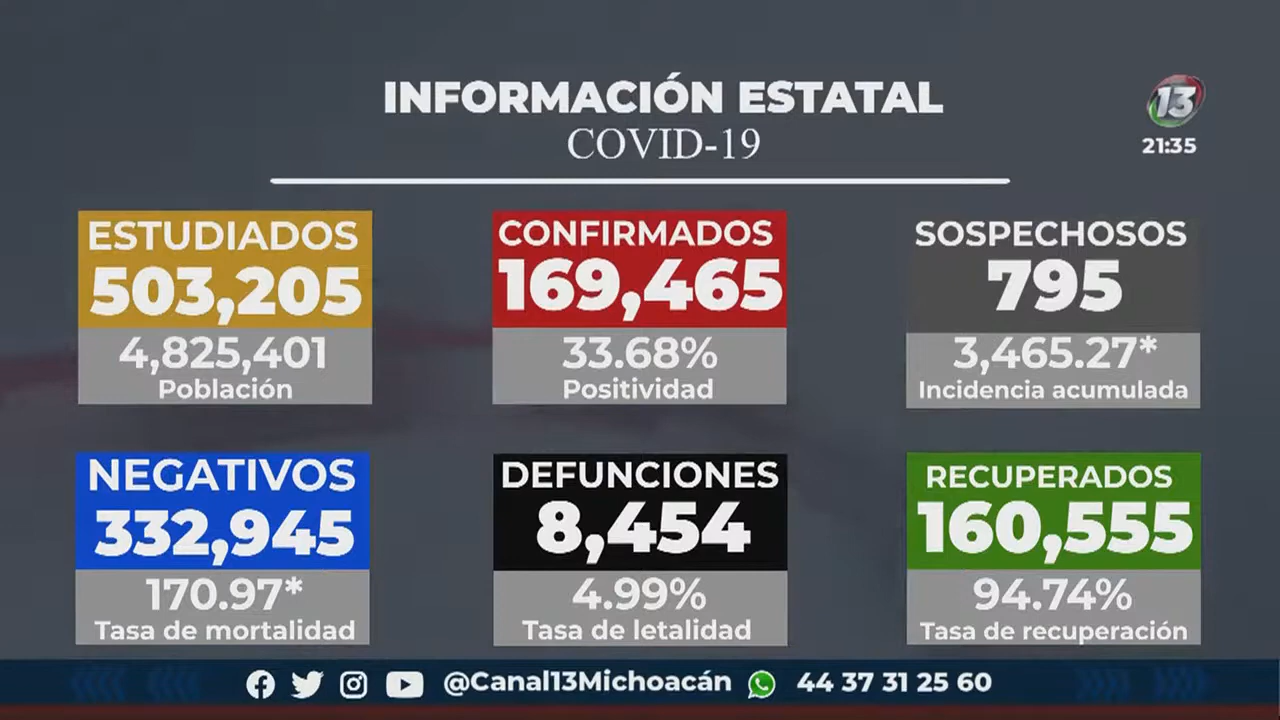 INFORMACIÓN ESTATAL
COVID-19
13
21:35
ESTUDIADOS
503,205
4,825,401
Población
CONFIRMADOS
169,465
33.68%
Positividad
SOSPECHOSOS
795
3,465.27*
Incidencia acumulada
NEGATIVOS
332,945
170.97*
Tasa de mortalidad
DEFUNCIONES
8,454
4.99%
Tasa de letalidad
RECUPERADOS
160,555
94.74%
Tasa de recuperación
@Canal13Michoacán 44 37 31 25 60